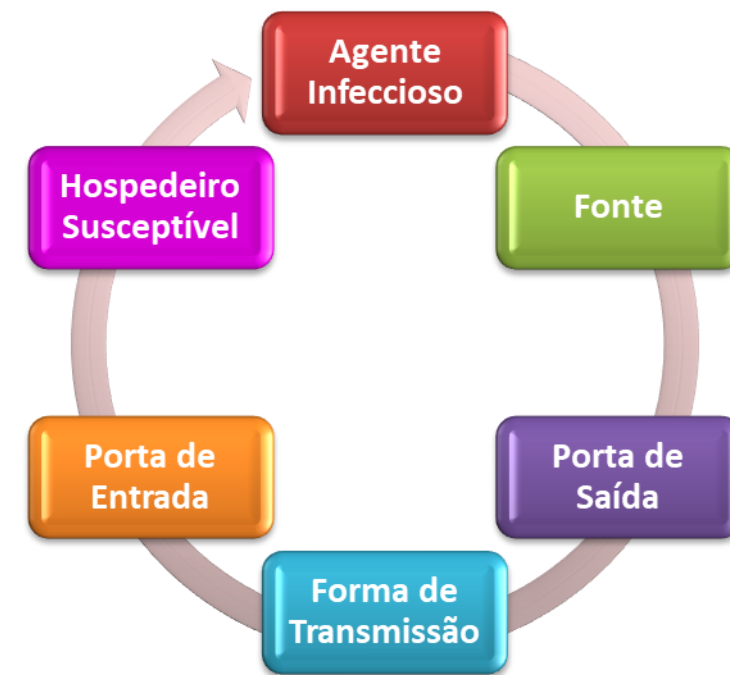 Agente
Infeccioso
Fonte
Porta de
Saída
Forma de
Transmissão
Porta de
Entrada
Hospedeiro
Susceptível